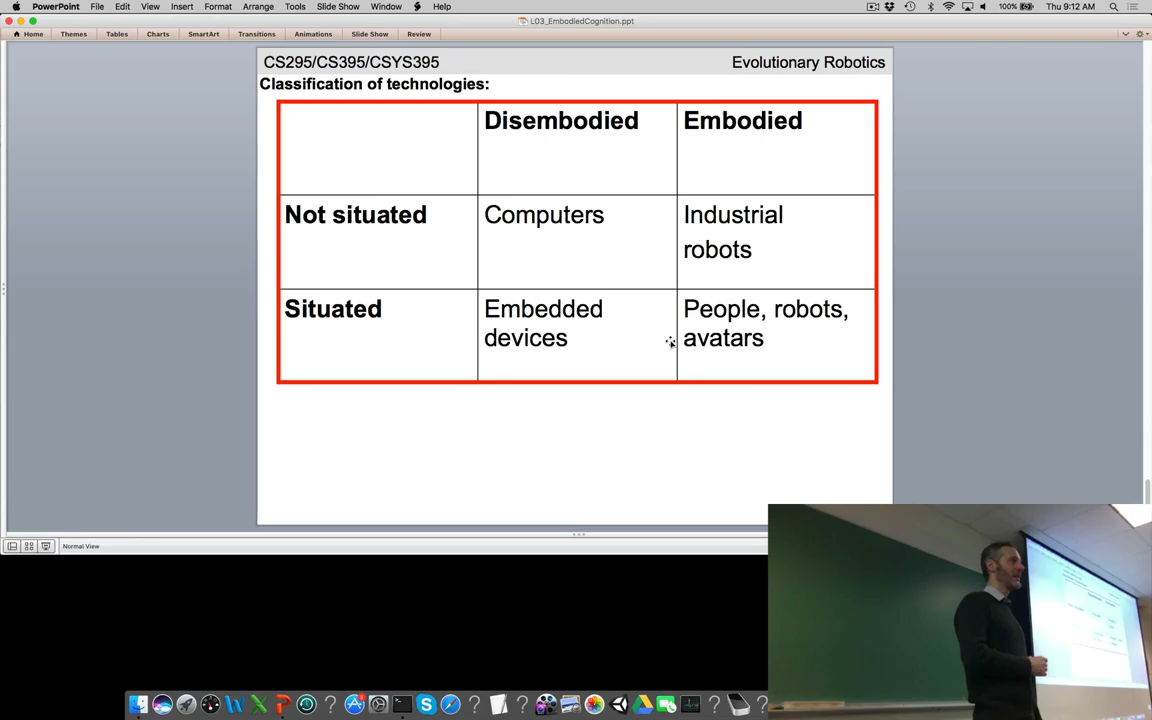 PowerPoint File Edit View Insert Format Arrange Tools Slide Show Window Help 100% Thu 9:12 AM
L03_EmbodiedCognition.ppt
Home Themes Tables Charts SmartArt Transitions Animations Slide Show Review
CS295/CS395/CSYS395 Evolutionary Robotics
Classification of technologies:
Disembodied Embodied
Not situated Computers Industrial
robots
Situated Embedded People, robots,
devices avatars
Normal View